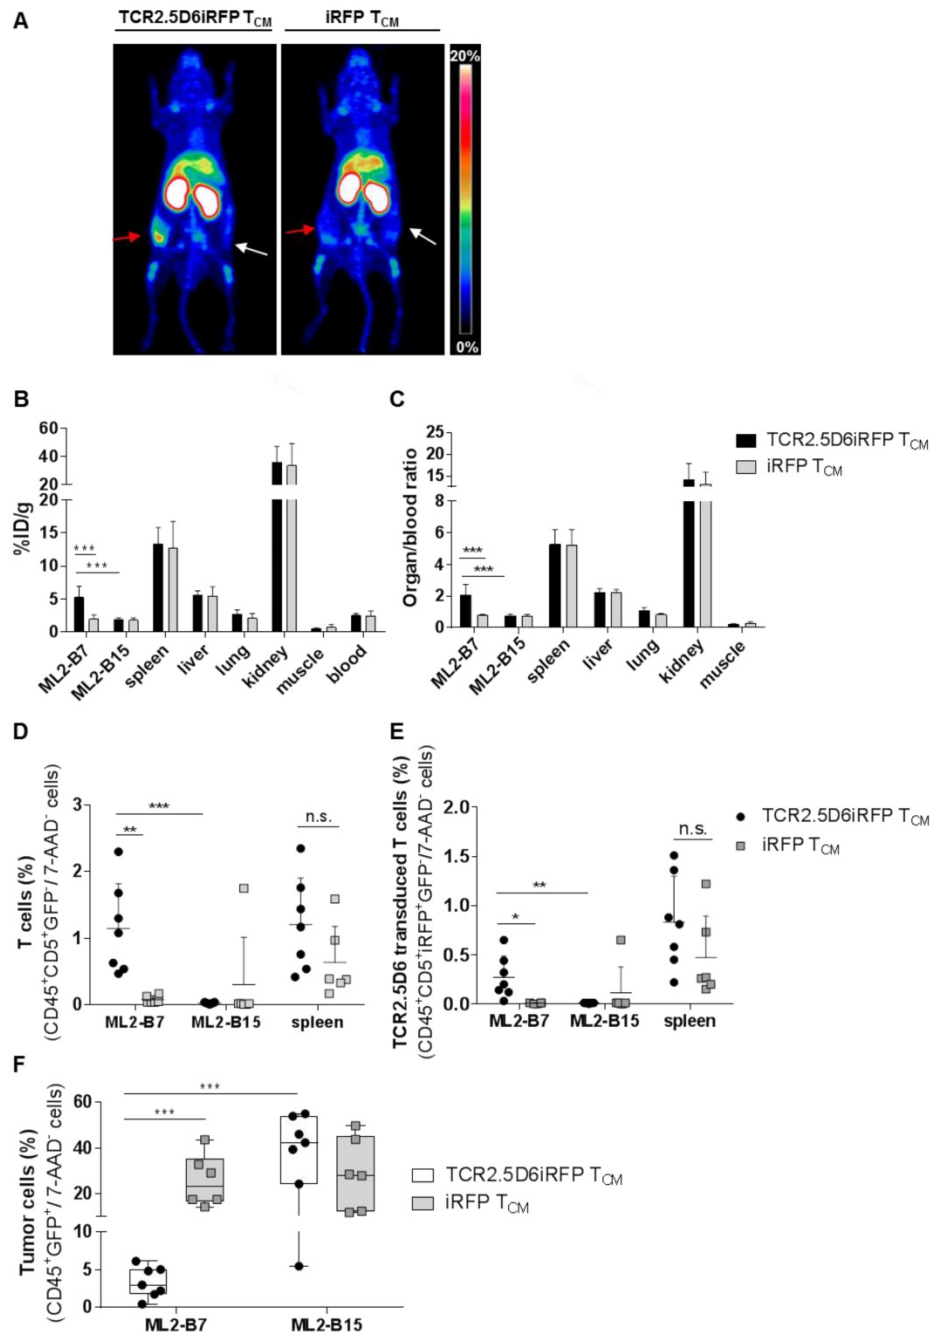 A
TCR2.5D6iRFP TCM
iRFP TCM
20%
0%
B
60
40
20
20
15
10
5
0
%ID/g
***
***
ML2-B7
ML2-B15
spleen
liver
lung
kidney
muscle
blood
C
25
20
15
10
8
6
4
2
0
Organ/blood ratio
***
***
ML2-B7
ML2-B15
spleen
liver
lung
kidney
muscle
TCR2.5D6iRFP TCM
iRFP TCM
D
T cells (%)
(CD45+CD5+GFP-/ 7-AAD- cells)
3
2
1
0
***
**
n.s.
ML2-B7
ML2-B15
spleen
E
TCR2.5D6 transduced T cells (%)
(CD45+CD5+iRFP+GFP-/7-AAD- cells)
2.0
1.5
1.0
0.5
0.0
**
*
n.s.
ML2-B7
ML2-B15
spleen
TCR2.5D6iRFP TCM
iRFP TCM
F
Tumor cells (%)
(CD45+GFP+/ 7-AAD- cells)
60
40
20
10
5
0
***
***
ML2-B7
ML2-B15
TCR2.5D6iRFP TCM
iRFP TCM